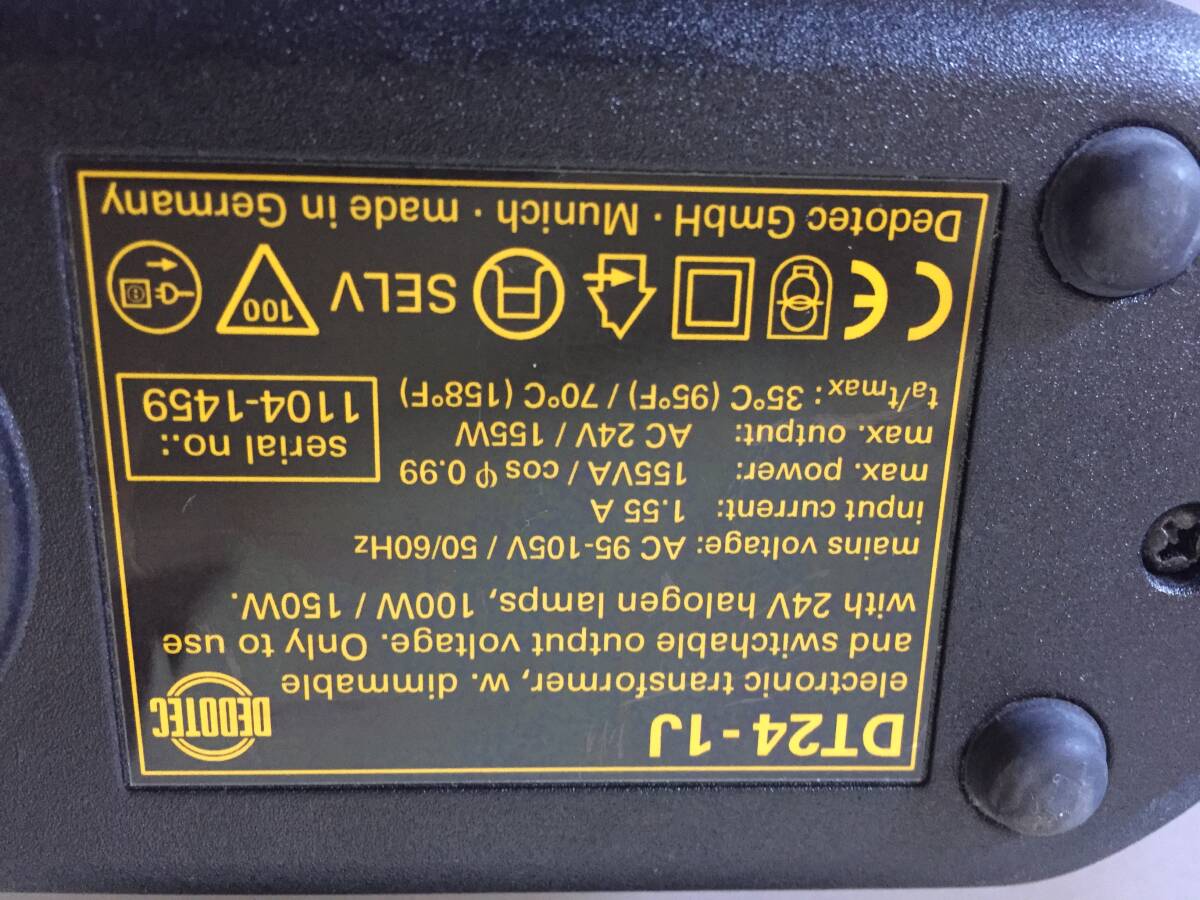 DT24-1J
DEDOTEC
electronic transformer, w. dimmable
and switchable output voltage. Only to use
with 24V halogen lamps, 100W / 150W.
mains voltage: AC 95-105V / 50/60Hz
input current: 1.55 A
max. power: 155VA / cos φ 0.99
max. output: AC 24V / 155W
ta/tmax: 35°C (95°F) / 70°C (158°F)
serial no.:
1104-1459
CE SELV 100
Dedotec GmbH · Munich · made in Germany